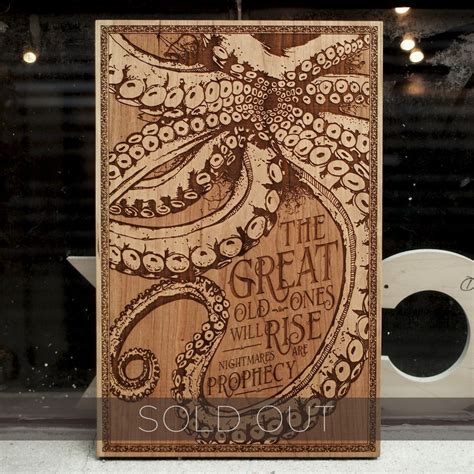 THE
GREAT
OLD ONES
WILL RISE
NIGHTMARES ARE
PROPHECY
SOLD OUT